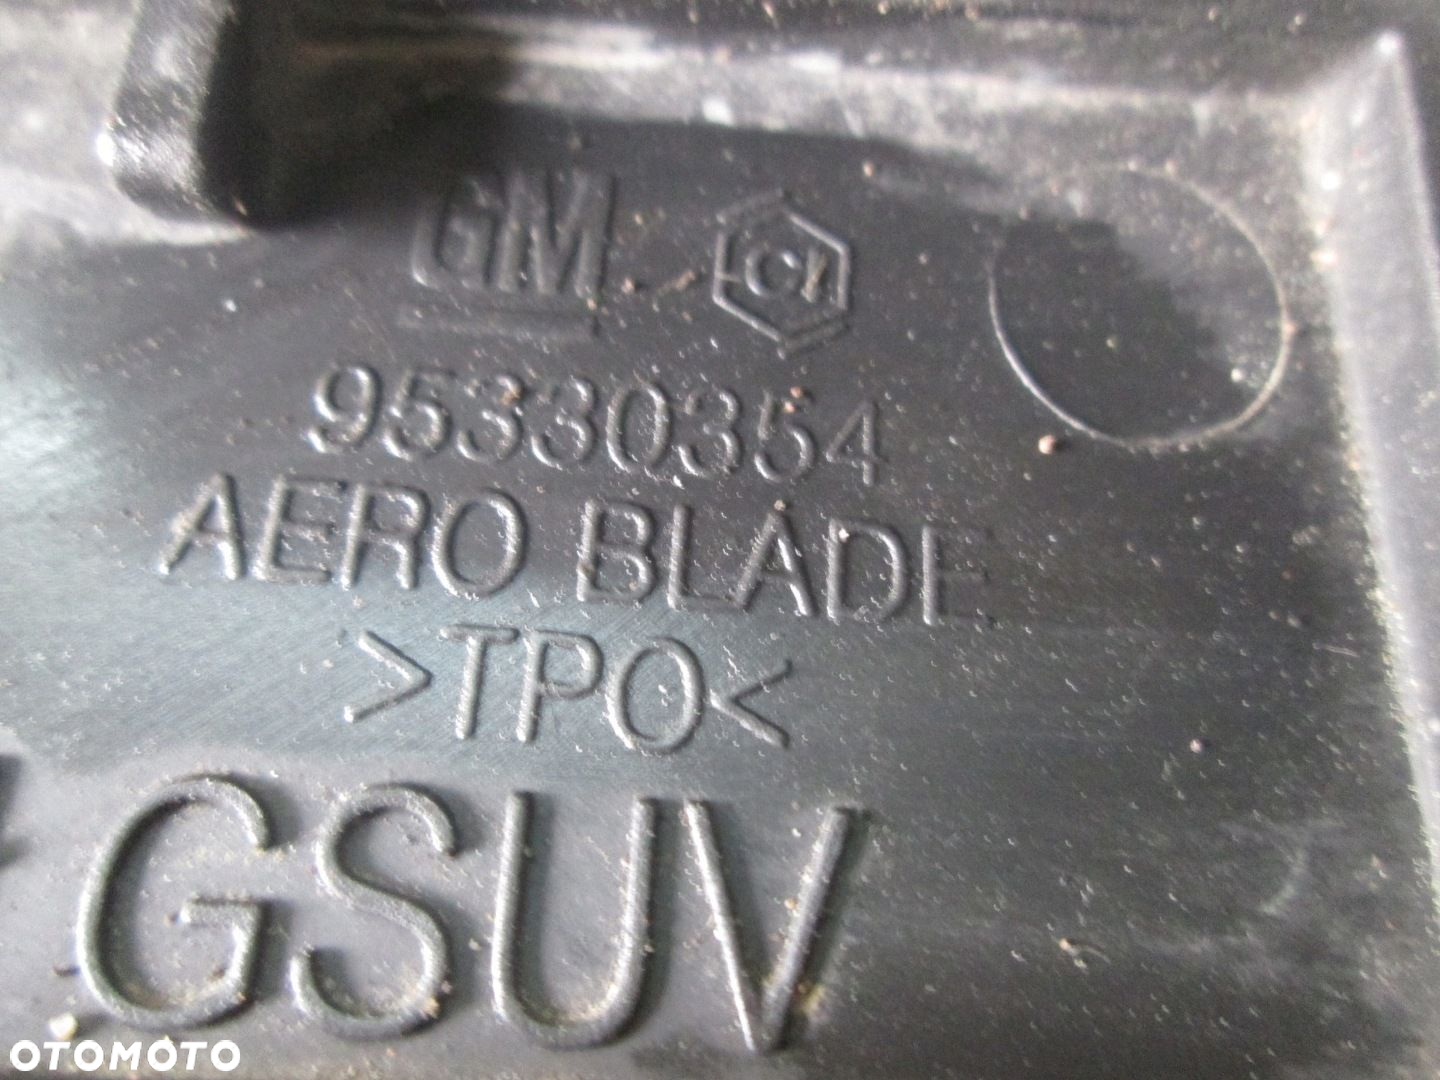 GM
95330354
AERO BLADE
>TPO<
GSUV
OTOMOTO